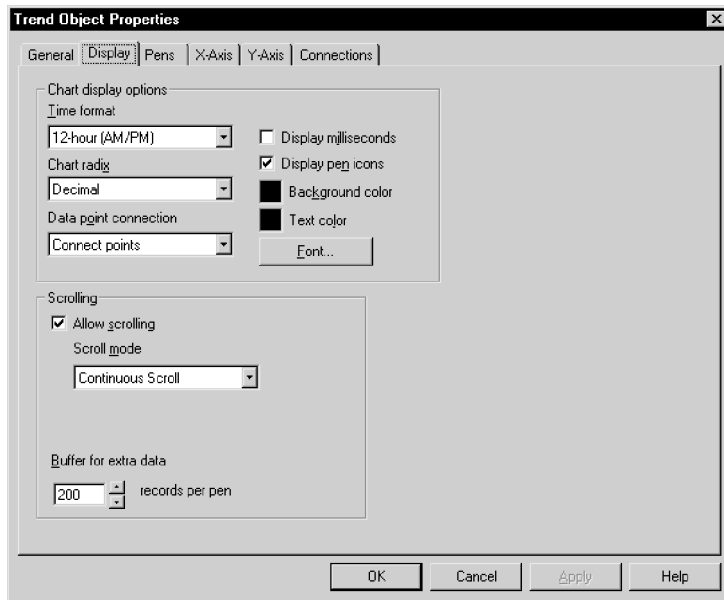 Trend Object Properties
General Display Pens X-Axis Y-Axis Connections
Chart display options
Time format
12-hour (AM/PM)
Display milliseconds
Chart radix
Display pen icons
Decimal
Background color
Data point connection
Text color
Connect points
Font...
Scrolling
Allow scrolling
Scroll mode
Continuous Scroll
Buffer for extra data
200 records per pen
OK Cancel Apply Help